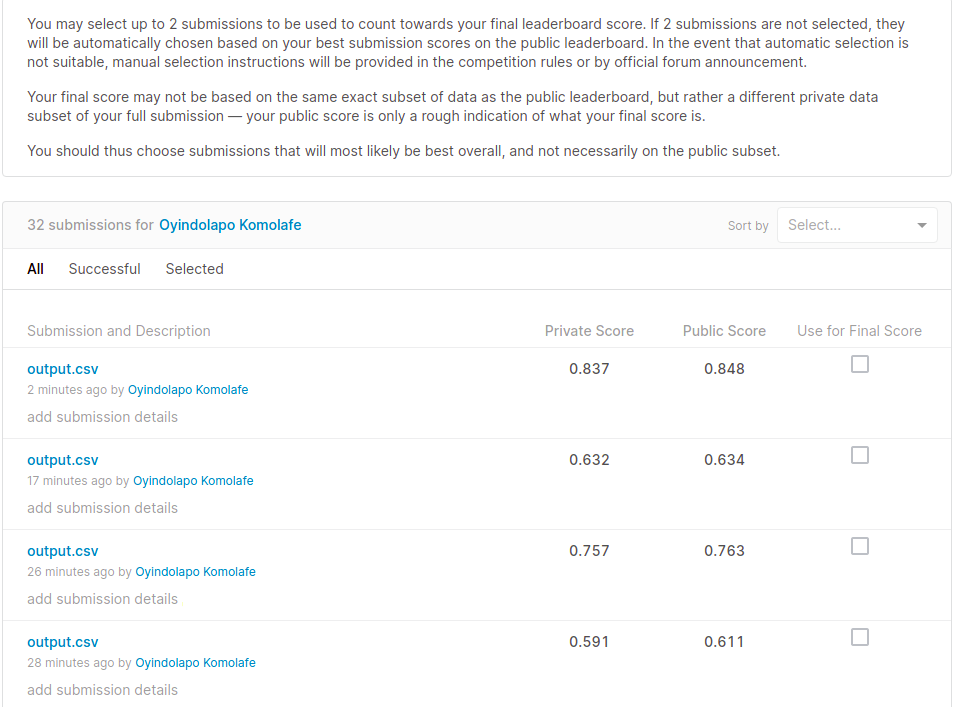 You may select up to 2 submissions to be used to count towards your final leaderboard score. If 2 submissions are not selected, they
will be automatically chosen based on your best submission scores on the public leaderboard. In the event that automatic selection is
not suitable, manual selection instructions will be provided in the competition rules or by official forum announcement.
Your final score may not be based on the same exact subset of data as the public leaderboard, but rather a different private data
subset of your full submission — your public score is only a rough indication of what your final score is.
You should thus choose submissions that will most likely be best overall, and not necessarily on the public subset.
32 submissions for Oyindolapo Komolafe Sort by Select...
All Successful Selected
Submission and Description Private Score Public Score Use for Final Score
output.csv 0.837 0.848
2 minutes ago by Oyindolapo Komolafe
add submission details
output.csv 0.632 0.634
17 minutes ago by Oyindolapo Komolafe
add submission details
output.csv 0.757 0.763
26 minutes ago by Oyindolapo Komolafe
add submission details
output.csv 0.591 0.611
28 minutes ago by Oyindolapo Komolafe
add submission details